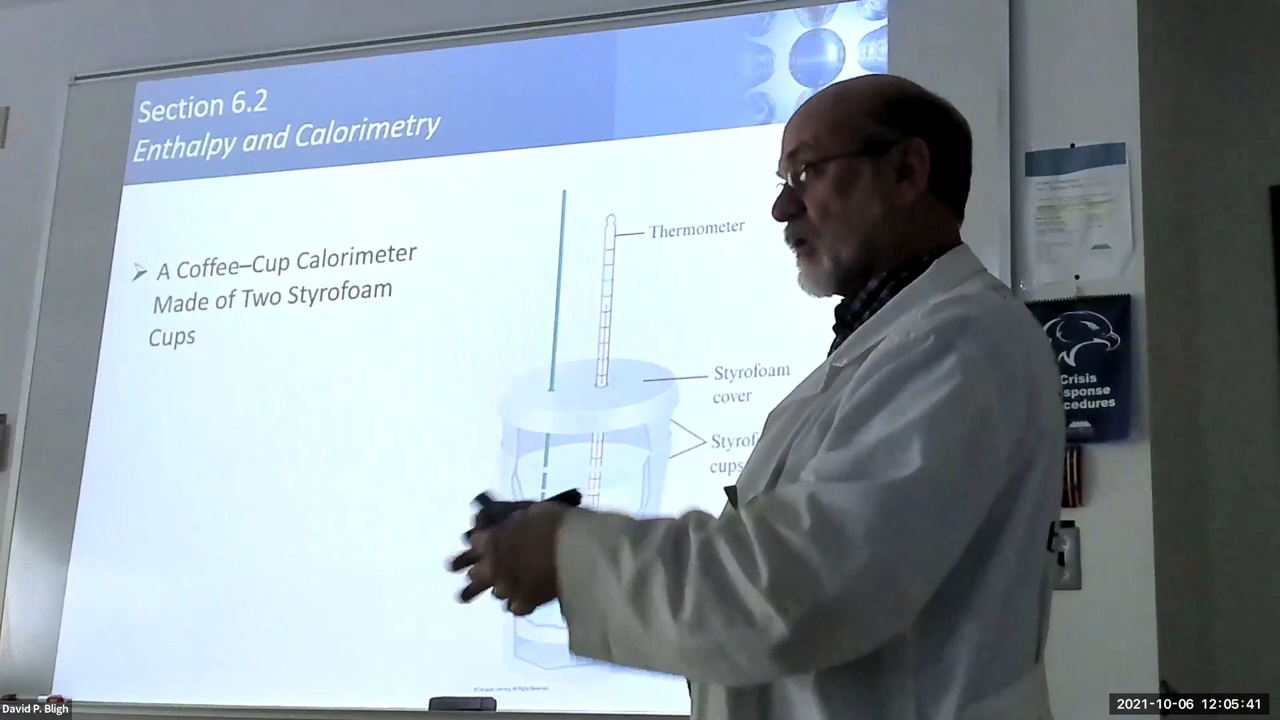 Section 6.2
Enthalpy and Calorimetry
➢ A Coffee–Cup Calorimeter
Made of Two Styrofoam
Cups
Thermometer
Styrofoam
cover
Styrof
cups
Crisis
sponse
cedures
David P. Bligh
2021-10-06 12:05:41